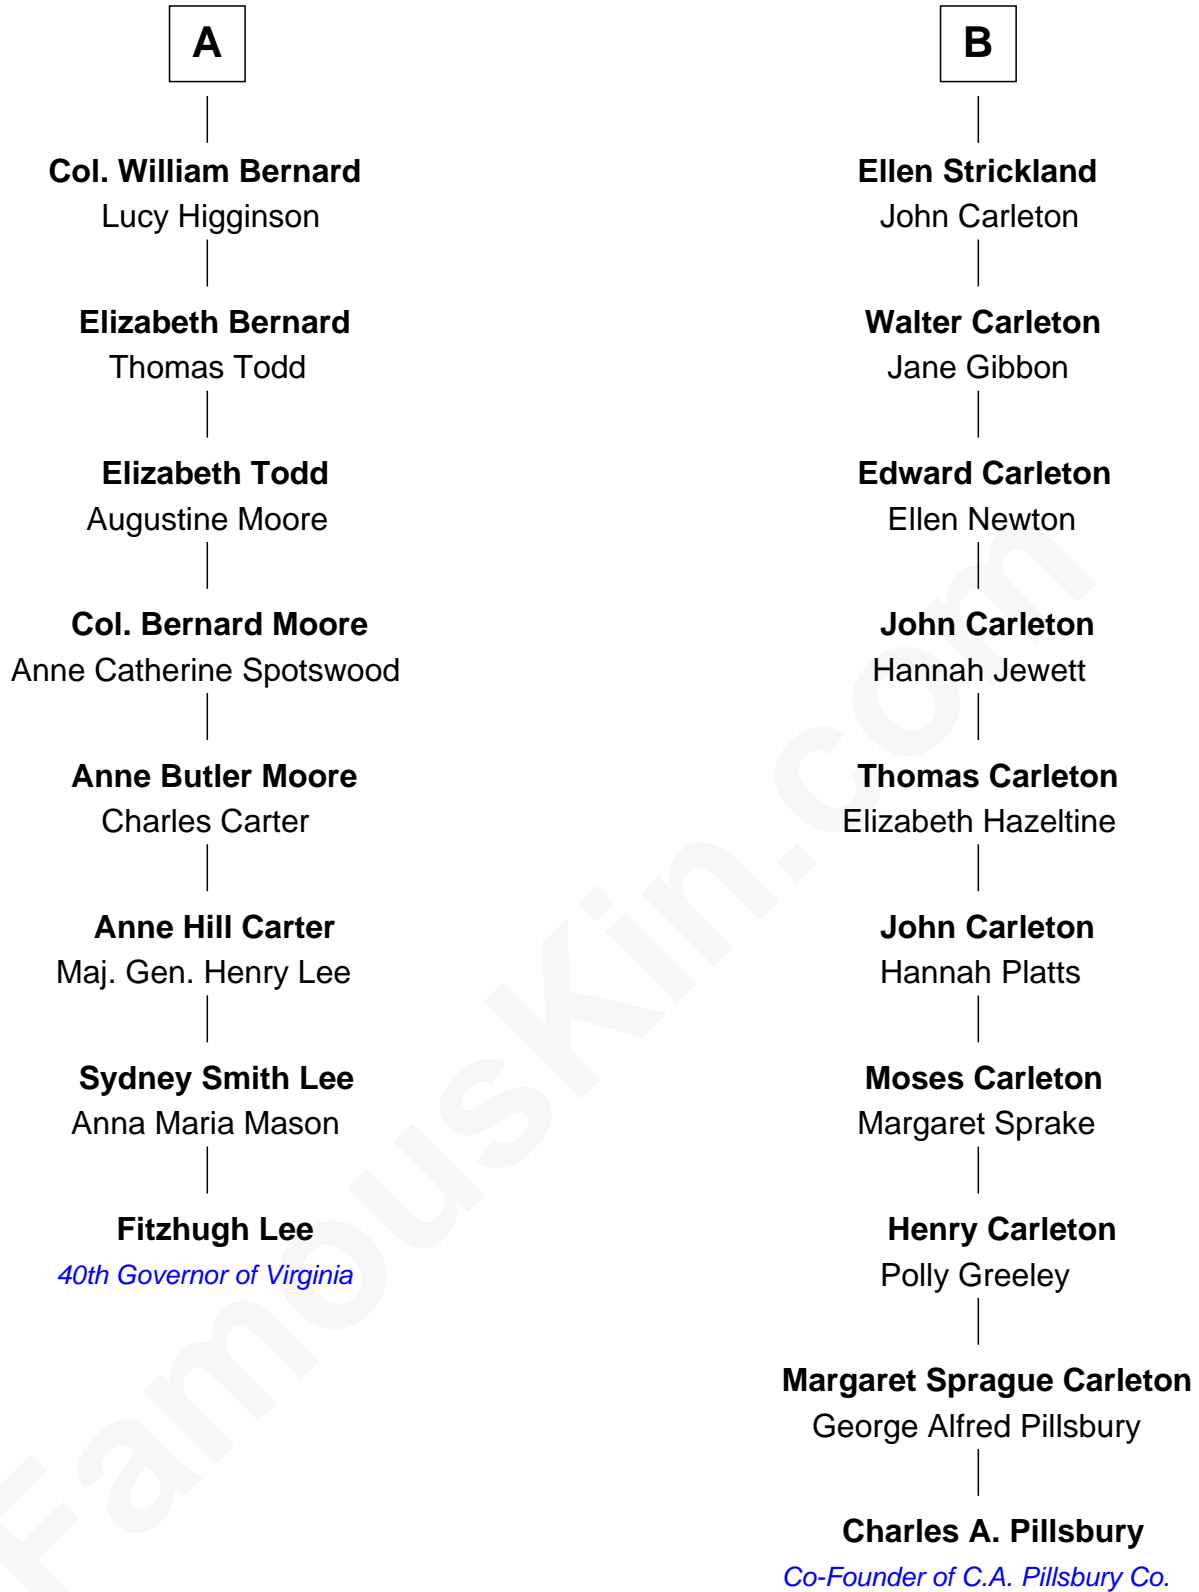 A
Col. William Bernard
Lucy Higginson
Elizabeth Bernard
Thomas Todd
Elizabeth Todd
Augustine Moore
Col. Bernard Moore
Anne Catherine Spotswood
Anne Butler Moore
Charles Carter
Anne Hill Carter
Maj. Gen. Henry Lee
Sydney Smith Lee
Anna Maria Mason
Fitzhugh Lee
40th Governor of Virginia
B
Ellen Strickland
John Carleton
Walter Carleton
Jane Gibbon
Edward Carleton
Ellen Newton
John Carleton
Hannah Jewett
Thomas Carleton
Elizabeth Hazeltine
John Carleton
Hannah Platts
Moses Carleton
Margaret Sprake
Henry Carleton
Polly Greeley
Margaret Sprague Carleton
George Alfred Pillsbury
Charles A. Pillsbury
Co-Founder of C.A. Pillsbury Co.
FamousKin.com